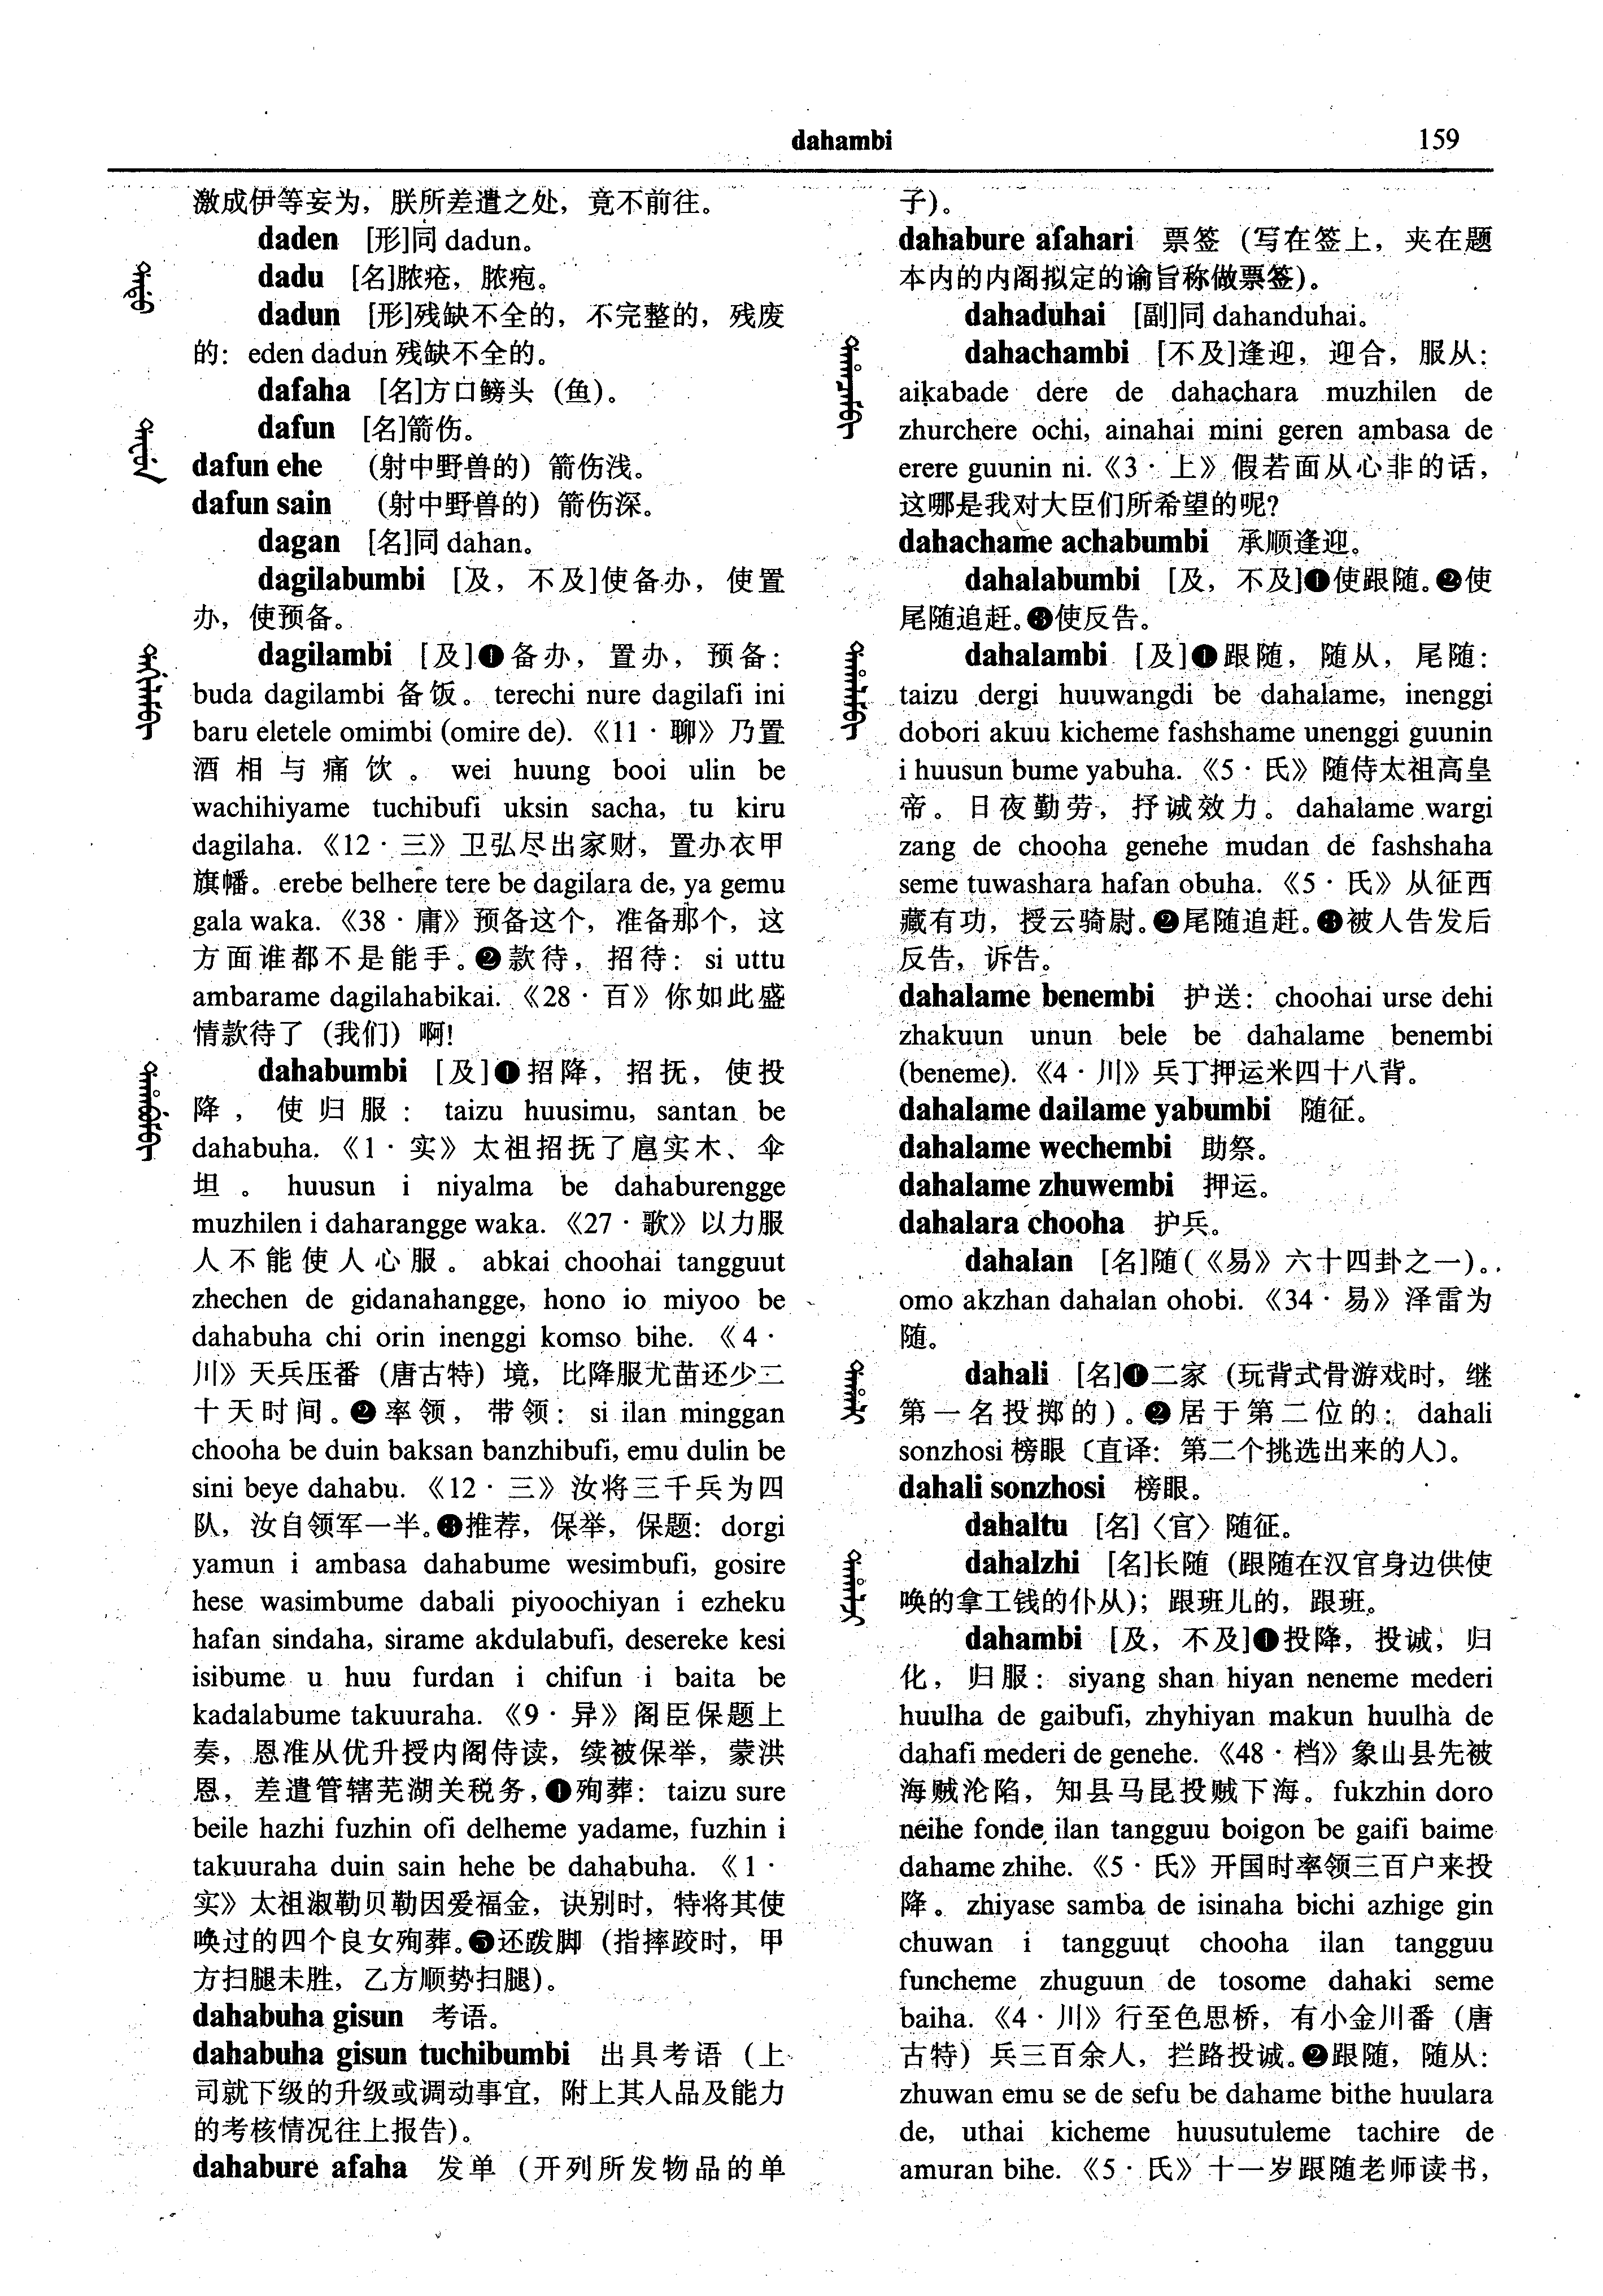 dahambi
159
激成伊等妄为，朕所差遣之处，竟不前往。
daden [形]同 dadun。
dadu [名]脓疮，脓疱。
dadun [形]残缺不全的，不完整的，残废
的：eden dadun 残缺不全的。
dafaha [名]方口鳑头（鱼）。
dafun [名]箭伤。
dafun ehe （射中野兽的）箭伤浅。
dafun sain （射中野兽的）箭伤深。
dagan [名]同 dahan。
dagilabumbi [及，不及]使备办，使置
办，使预备。
dagilambi [及]❶备办，置办，预备：
buda dagilambi 备饭。terechi nure dagilafi ini
baru eletele omimbi (omire de). 《11·聊》乃置
酒相与痛饮。wei huung booi ulin be
wachihiyame tuchibufi uksin sacha, tu kiru
dagilaha. 《12·三》卫弘尽出家财，置办衣甲
旗幡。erebe belhere tere be dagilara de, ya gemu
gala waka. 《38·庸》预备这个，准备那个，这
方面谁都不是能手。❷款待，招待：si uttu
ambarame dagilahabikai. 《28·百》你如此盛
情款待了（我们）啊！
dahabumbi [及]❶招降，招抚，使投
降，使归服：taizu huusimu, santan be
dahabuha. 《1·实》太祖招抚了扈实木、伞
坦。huusun i niyalma be dahaburengge
muzhilen i daharangge waka. 《27·歌》以力服
人不能使人心服。abkai choohai tangguut
zhechen de gidanahangge, hono io miyoo be
dahabuha chi orin inenggi komso bihe. 《4·
川》天兵压番（唐古特）境，比降服尤苗还少二
十天时间。❷率领，带领：si ilan minggan
chooha be duin baksan banzhibufi, emu dulin be
sini beye dahabu. 《12·三》汝将三千兵为四
队，汝自领军一半。❸推荐，保举，保题：dorgi
yamun i ambasa dahabume wesimbufi, gosire
hese wasimbume dabali piyoochiyan i ezheku
hafan sindaha, sirame akdulabufi, desereke kesi
isibume u huu furdan i chifun i baita be
kadalabume takuuraha. 《9·异》阁臣保题上
奏，恩准从优升授内阁侍读，续被保举，蒙洪
恩，差遣管辖芜湖关税务，❶殉葬：taizu sure
beile hazhi fuzhin ofi delheme yadame, fuzhin i
takuuraha duin sain hehe be dahabuha. 《1·
实》太祖淑勒贝勒因爱福金，诀别时，特将其使
唤过的四个良女殉葬。❺还跋脚（指摔跤时，甲
方扫腿未胜，乙方顺势扫腿）。
dahabuha gisun 考语。
dahabuha gisun tuchibumbi 出具考语（上
司就下级的升级或调动事宜，附上其人品及能力
的考核情况往上报告）。
dahabure afaha 发单（开列所发物品的单
子）。
dahabure afahari 票签（写在签上，夹在题
本内的内阁拟定的谕旨称做票签）。
dahaduhai [副]同 dahanduhai。
dahachambi [不及]逢迎，迎合，服从：
aikabade dere de dahachara muzhilen de
zhurchere ochi, ainahai mini geren ambasa de
erere guunin ni.《3·上》假若面从心非的话，
这哪是我对大臣们所希望的呢？
dahachame achabumbi 承顺逢迎。
dahalabumbi [及，不及]❶使跟随。❷使
尾随追赶。❸使反告。
dahalambi [及]❶跟随，随从，尾随：
taizu dergi huuwangdi be dahalame, inenggi
dobori akuu kicheme fashshame unenggi guunin
i huusun bume yabuha. 《5·氏》随侍太祖高皇
帝。日夜勤劳，抒诚效力。dahalame wargi
zang de chooha genehe mudan de fashshaha
seme tuwashara hafan obuha. 《5·氏》从征西
藏有功，授云骑尉。❷尾随追赶。❸被人告发后
反告，诉告。
dahalame benembi 护送：choohai urse dehi
zhakuun unun bele be dahalame benembi
(beneme). 《4·川》兵丁押运米四十八背。
dahalame dailame yabumbi 随征。
dahalame wechembi 助祭。
dahalame zhuwembi 押运。
dahalara chooha 护兵。
dahalan [名]随(《易》六十四卦之一)。
omo akzhan dahalan ohobi. 《34·易》泽雷为
随。
dahali [名]❶二家（玩背式骨游戏时，继
第一名投掷的）。❷居于第二位的：dahali
sonzhosi 榜眼〔直译：第二个挑选出来的人〕。
dahali sonzhosi 榜眼。
dahaltu [名]〈官〉随征。
dahalzhi [名]长随（跟随在汉官身边供使
唤的拿工钱的仆从）；跟班儿的，跟班。
dahambi [及，不及]❶投降，投诚，归
化，归服：siyang shan hiyan neneme mederi
huulha de gaibufi, zhyhiyan makun huulha de
dahafi mederi de genehe. 《48·档》象山县先被
海贼沦陷，知县马昆投贼下海。fukzhin doro
neihe fonde ilan tangguu boigon be gaifi baime
dahame zhihe. 《5·氏》开国时率领三百户来投
降。zhiyase samba de isinaha bichi azhige gin
chuwan i tangguut chooha ilan tangguu
funcheme zhuguun de tosome dahaki seme
baiha. 《4·川》行至色思桥，有小金川番（唐
古特）兵三百余人，拦路投诚。❷跟随，随从：
zhuwan emu se de sefu be dahame bithe huulara
de, uthai kicheme huusutuleme tachire de
amuran bihe. 《5·氏》十一岁跟随老师读书，